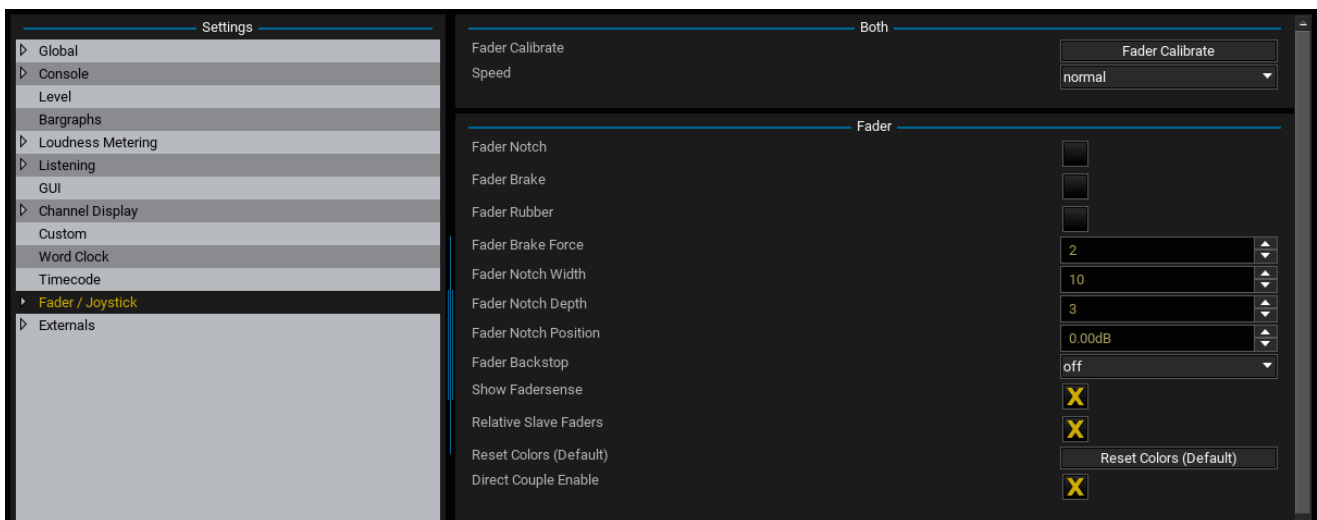 Settings
Global
Console
Level
Bargraphs
Loudness Metering
Listening
GUI
Channel Display
Custom
Word Clock
Timecode
Fader / Joystick
Externals
Both
Fader Calibrate Fader Calibrate
Speed normal
Fader
Fader Notch
Fader Brake
Fader Rubber
Fader Brake Force 2
Fader Notch Width 10
Fader Notch Depth 3
Fader Notch Position 0.00dB
Fader Backstop off
Show Fadersense X
Relative Slave Faders X
Reset Colors (Default) Reset Colors (Default)
Direct Couple Enable X